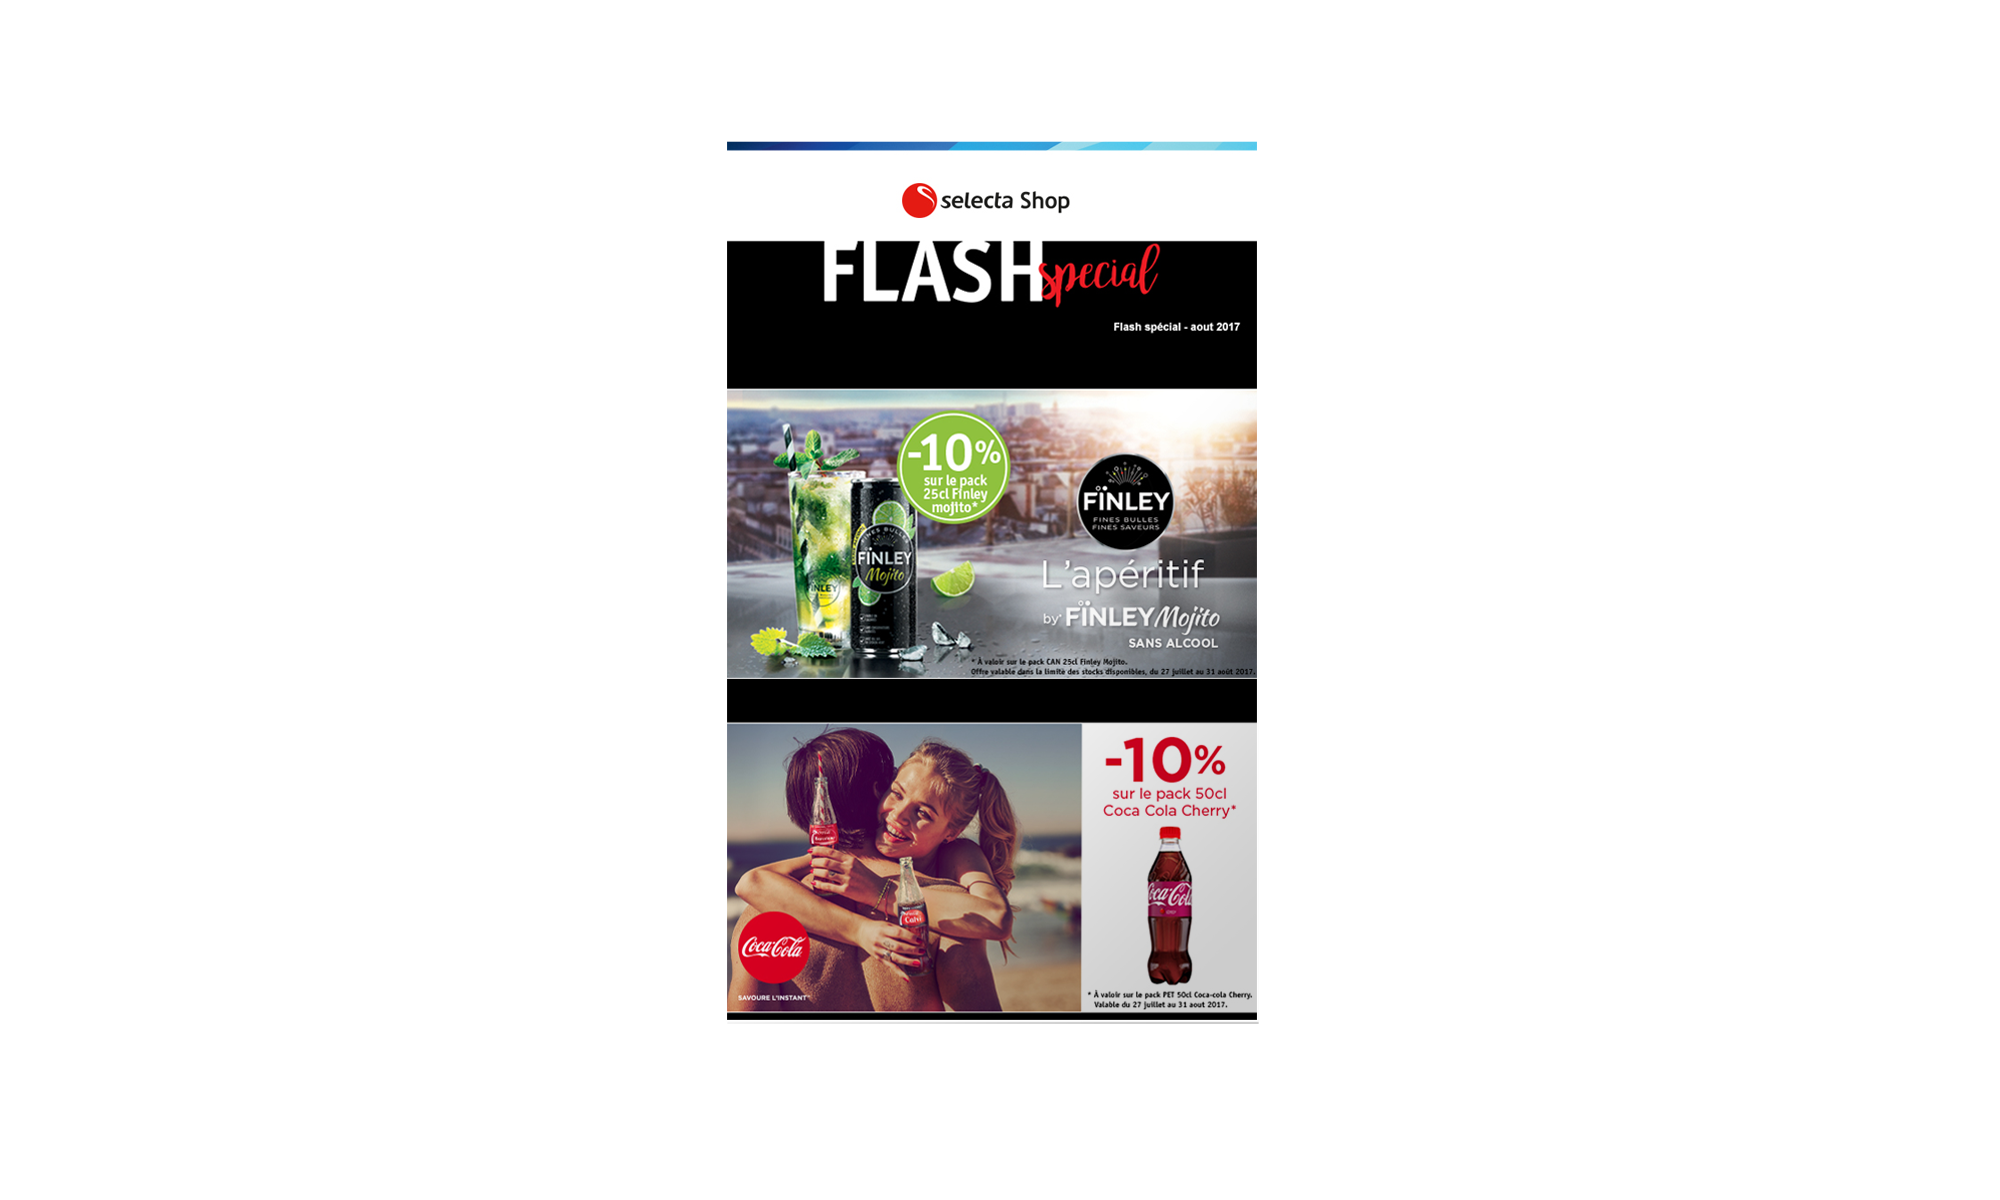 selecta Shop
FLASH special
Flash spécial - aout 2017
-10%
sur le pack
25cl Finley
mojito*
FINLEY
FINES BULLES
FINES SAVEURS
FINES BULLES
FINLEY
Mojito
FINLEY
L'apéritif
by* FINLEY Mojito
SANS ALCOOL
* À valoir sur le pack CAN 25cl Finley Mojito.
Offre valable dans la limite des stocks disponibles, du 27 juillet au 31 août 2017.
-10%
sur le pack 50cl
Coca Cola Cherry*
Coca-Cola
Coca-Cola
SAVOURE L'INSTANT
* À valoir sur le pack PET 50cl Coca-cola Cherry.
Valable du 27 juillet au 31 aout 2017.